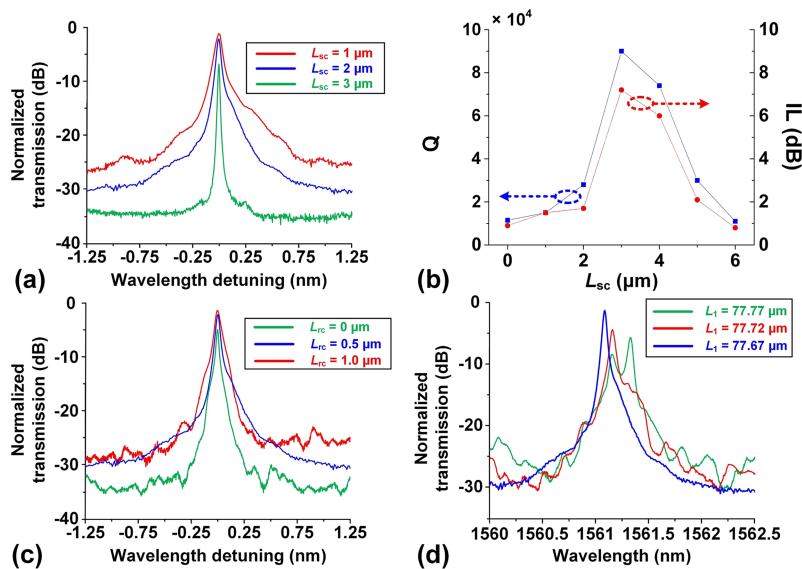 Normalized
transmission (dB)
0
-10
-20
-30
-40
-1.25 -0.75 -0.25 0.25 0.75 1.25
Wavelength detuning (nm)
Lsc = 1 µm
Lsc = 2 µm
Lsc = 3 µm
(a)
× 10⁴
Q
10
8
6
4
2
0
0 2 4 6
Lsc (µm)
10
8
6
4
2
0
IL (dB)
(b)
Normalized
transmission (dB)
0
-10
-20
-30
-40
-1.25 -0.75 -0.25 0.25 0.75 1.25
Wavelength detuning (nm)
Lrc = 0 µm
Lrc = 0.5 µm
Lrc = 1.0 µm
(c)
Normalized
transmission (dB)
0
-10
-20
-30
1560 1560.5 1561 1561.5 1562 1562.5
Wavelength (nm)
L1 = 77.77 µm
L1 = 77.72 µm
L1 = 77.67 µm
(d)